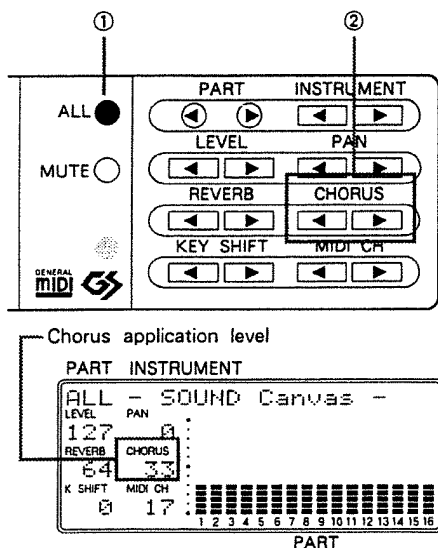 ① ②
PART INSTRUMENT
ALL
LEVEL PAN
MUTE
REVERB CHORUS
KEY SHIFT MIDI CH
GENERAL
MIDI GS
Chorus application level
PART INSTRUMENT
ALL - SOUND Canvas -
LEVEL PAN
127 0
REVERB CHORUS
64 33
K SHIFT MIDI CH
0 17
1 2 3 4 5 6 7 8 9 10 11 12 13 14 15 16
PART